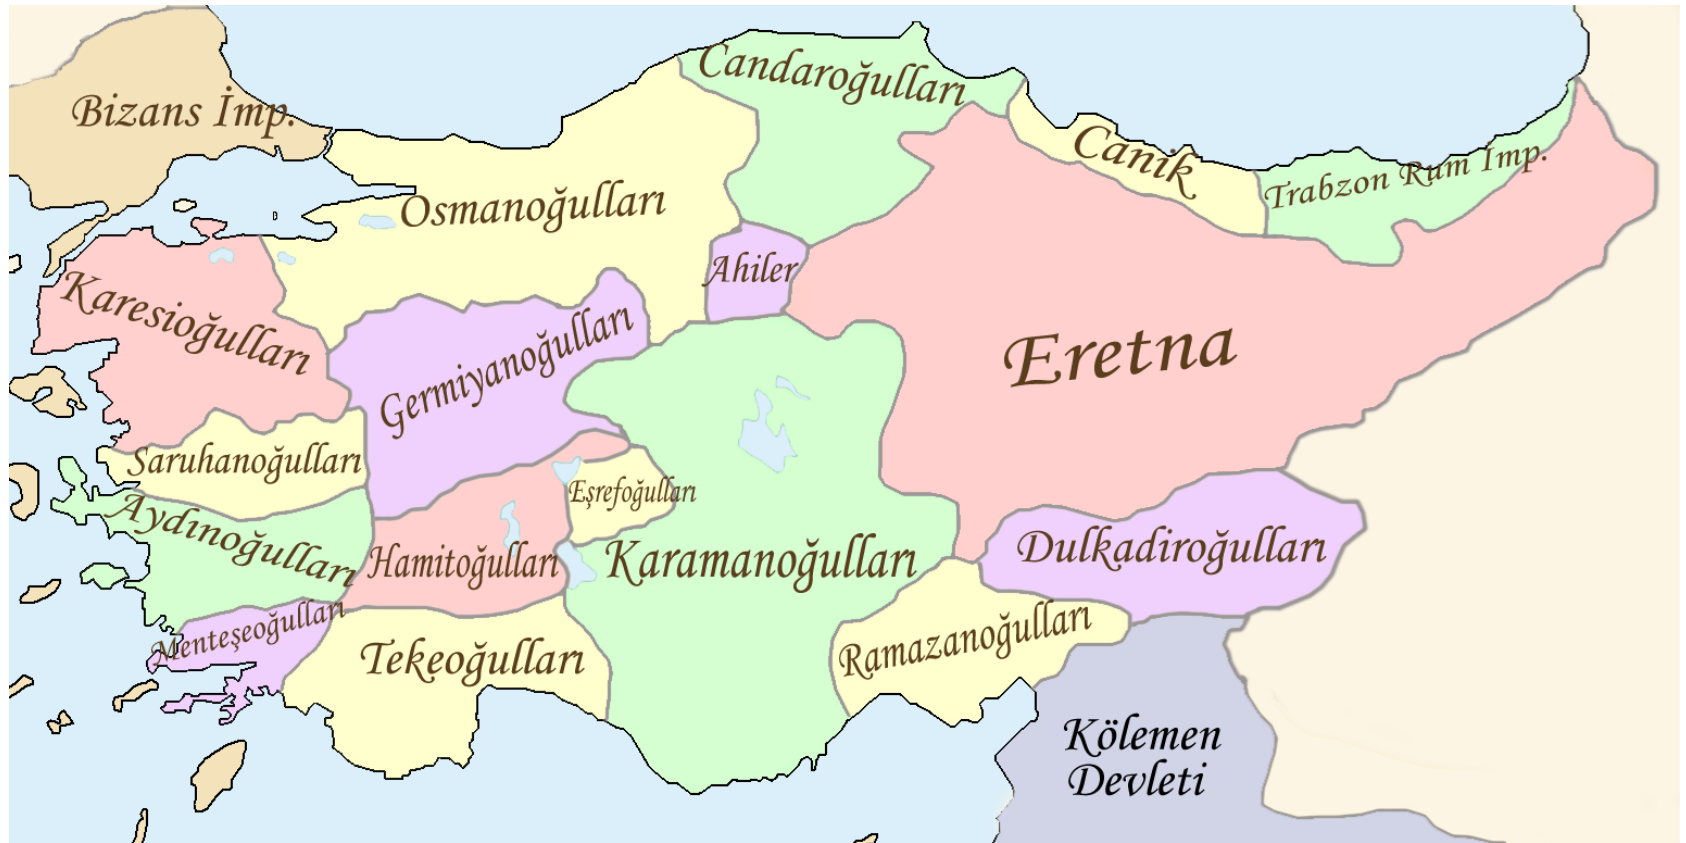 Candaroğulları
Bizans İmp.
Canik
Trabzon Rum İmp.
Osmanoğulları
Ahiler
Karesioğulları
Germiyanoğulları
Eretna
Saruhanoğulları
Eşrefoğulları
Aydınoğulları
Hamitoğulları
Karamanoğulları
Dulkadiroğulları
Menteşeoğulları
Tekeoğulları
Ramazanoğulları
Kölemen
Devleti